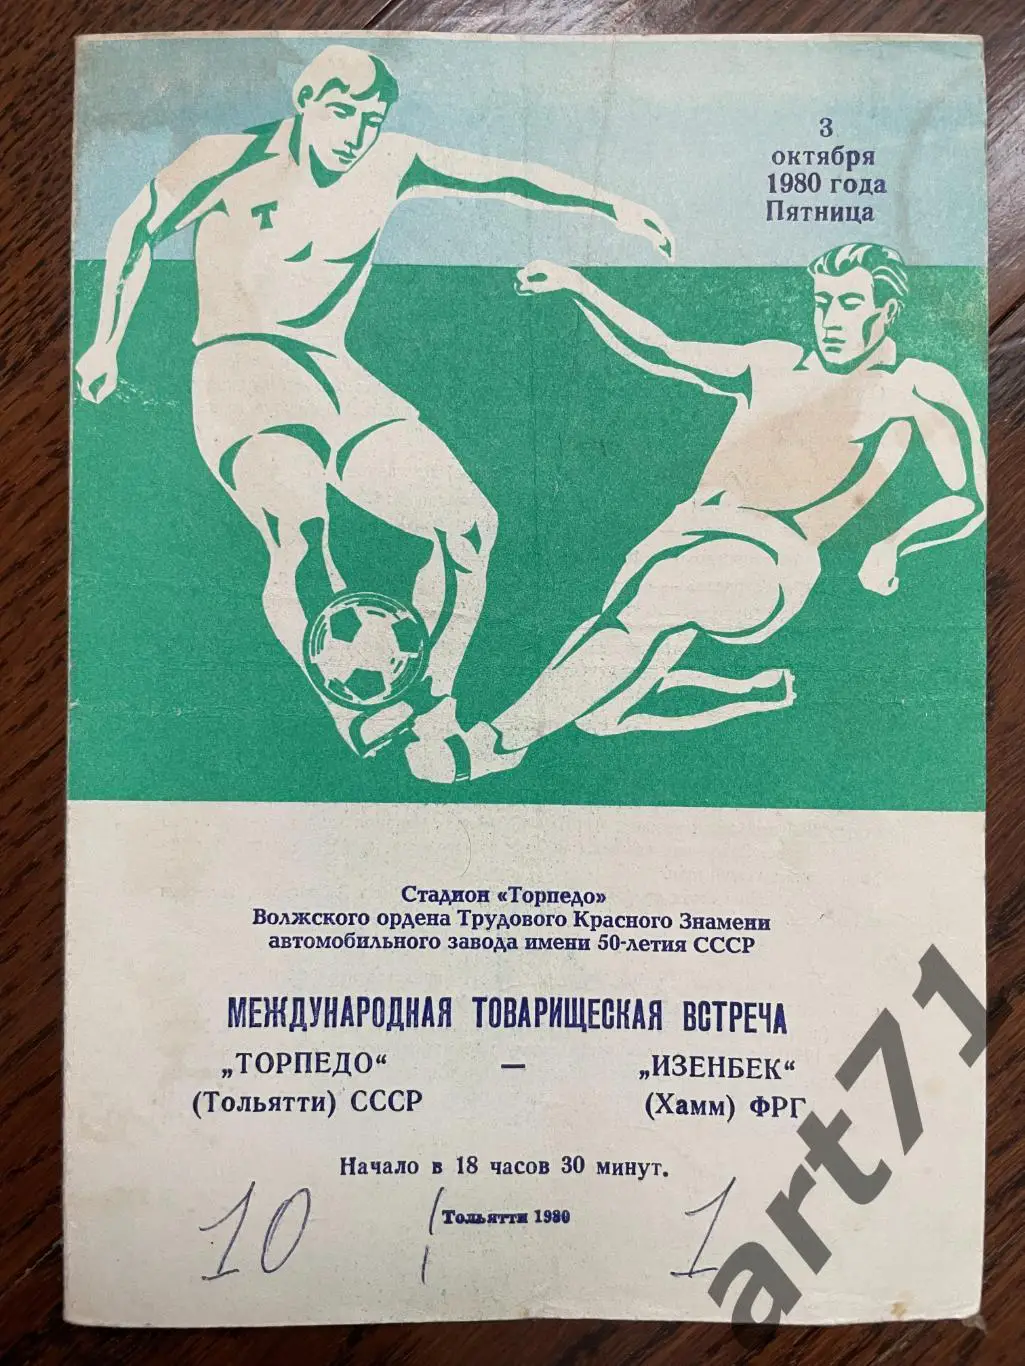 3
октября
1980 года
Пятница
Т
Стадион «Торпедо»
Волжского ордена Трудового Красного Знамени
автомобильного завода имени 50-летия СССР
МЕЖДУНАРОДНАЯ ТОВАРИЩЕСКАЯ ВСТРЕЧА
„ТОРПЕДО“ — „ИЗЕНБЕК“
(Тольятти) СССР (Хамм) ФРГ
Начало в 18 часов 30 минут.
Тольятти 1980
10 : 1
art71